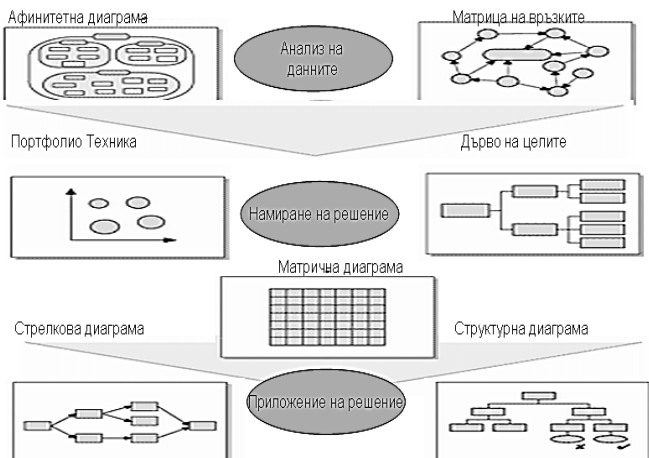 Афинитетна диаграма
Матрица на връзките
Анализ на
данните
Портфолио Техника
Дърво на целите
Намиране на решение
Матрична диаграма
Стрелкова диаграма
Структурна диаграма
Приложение на решение